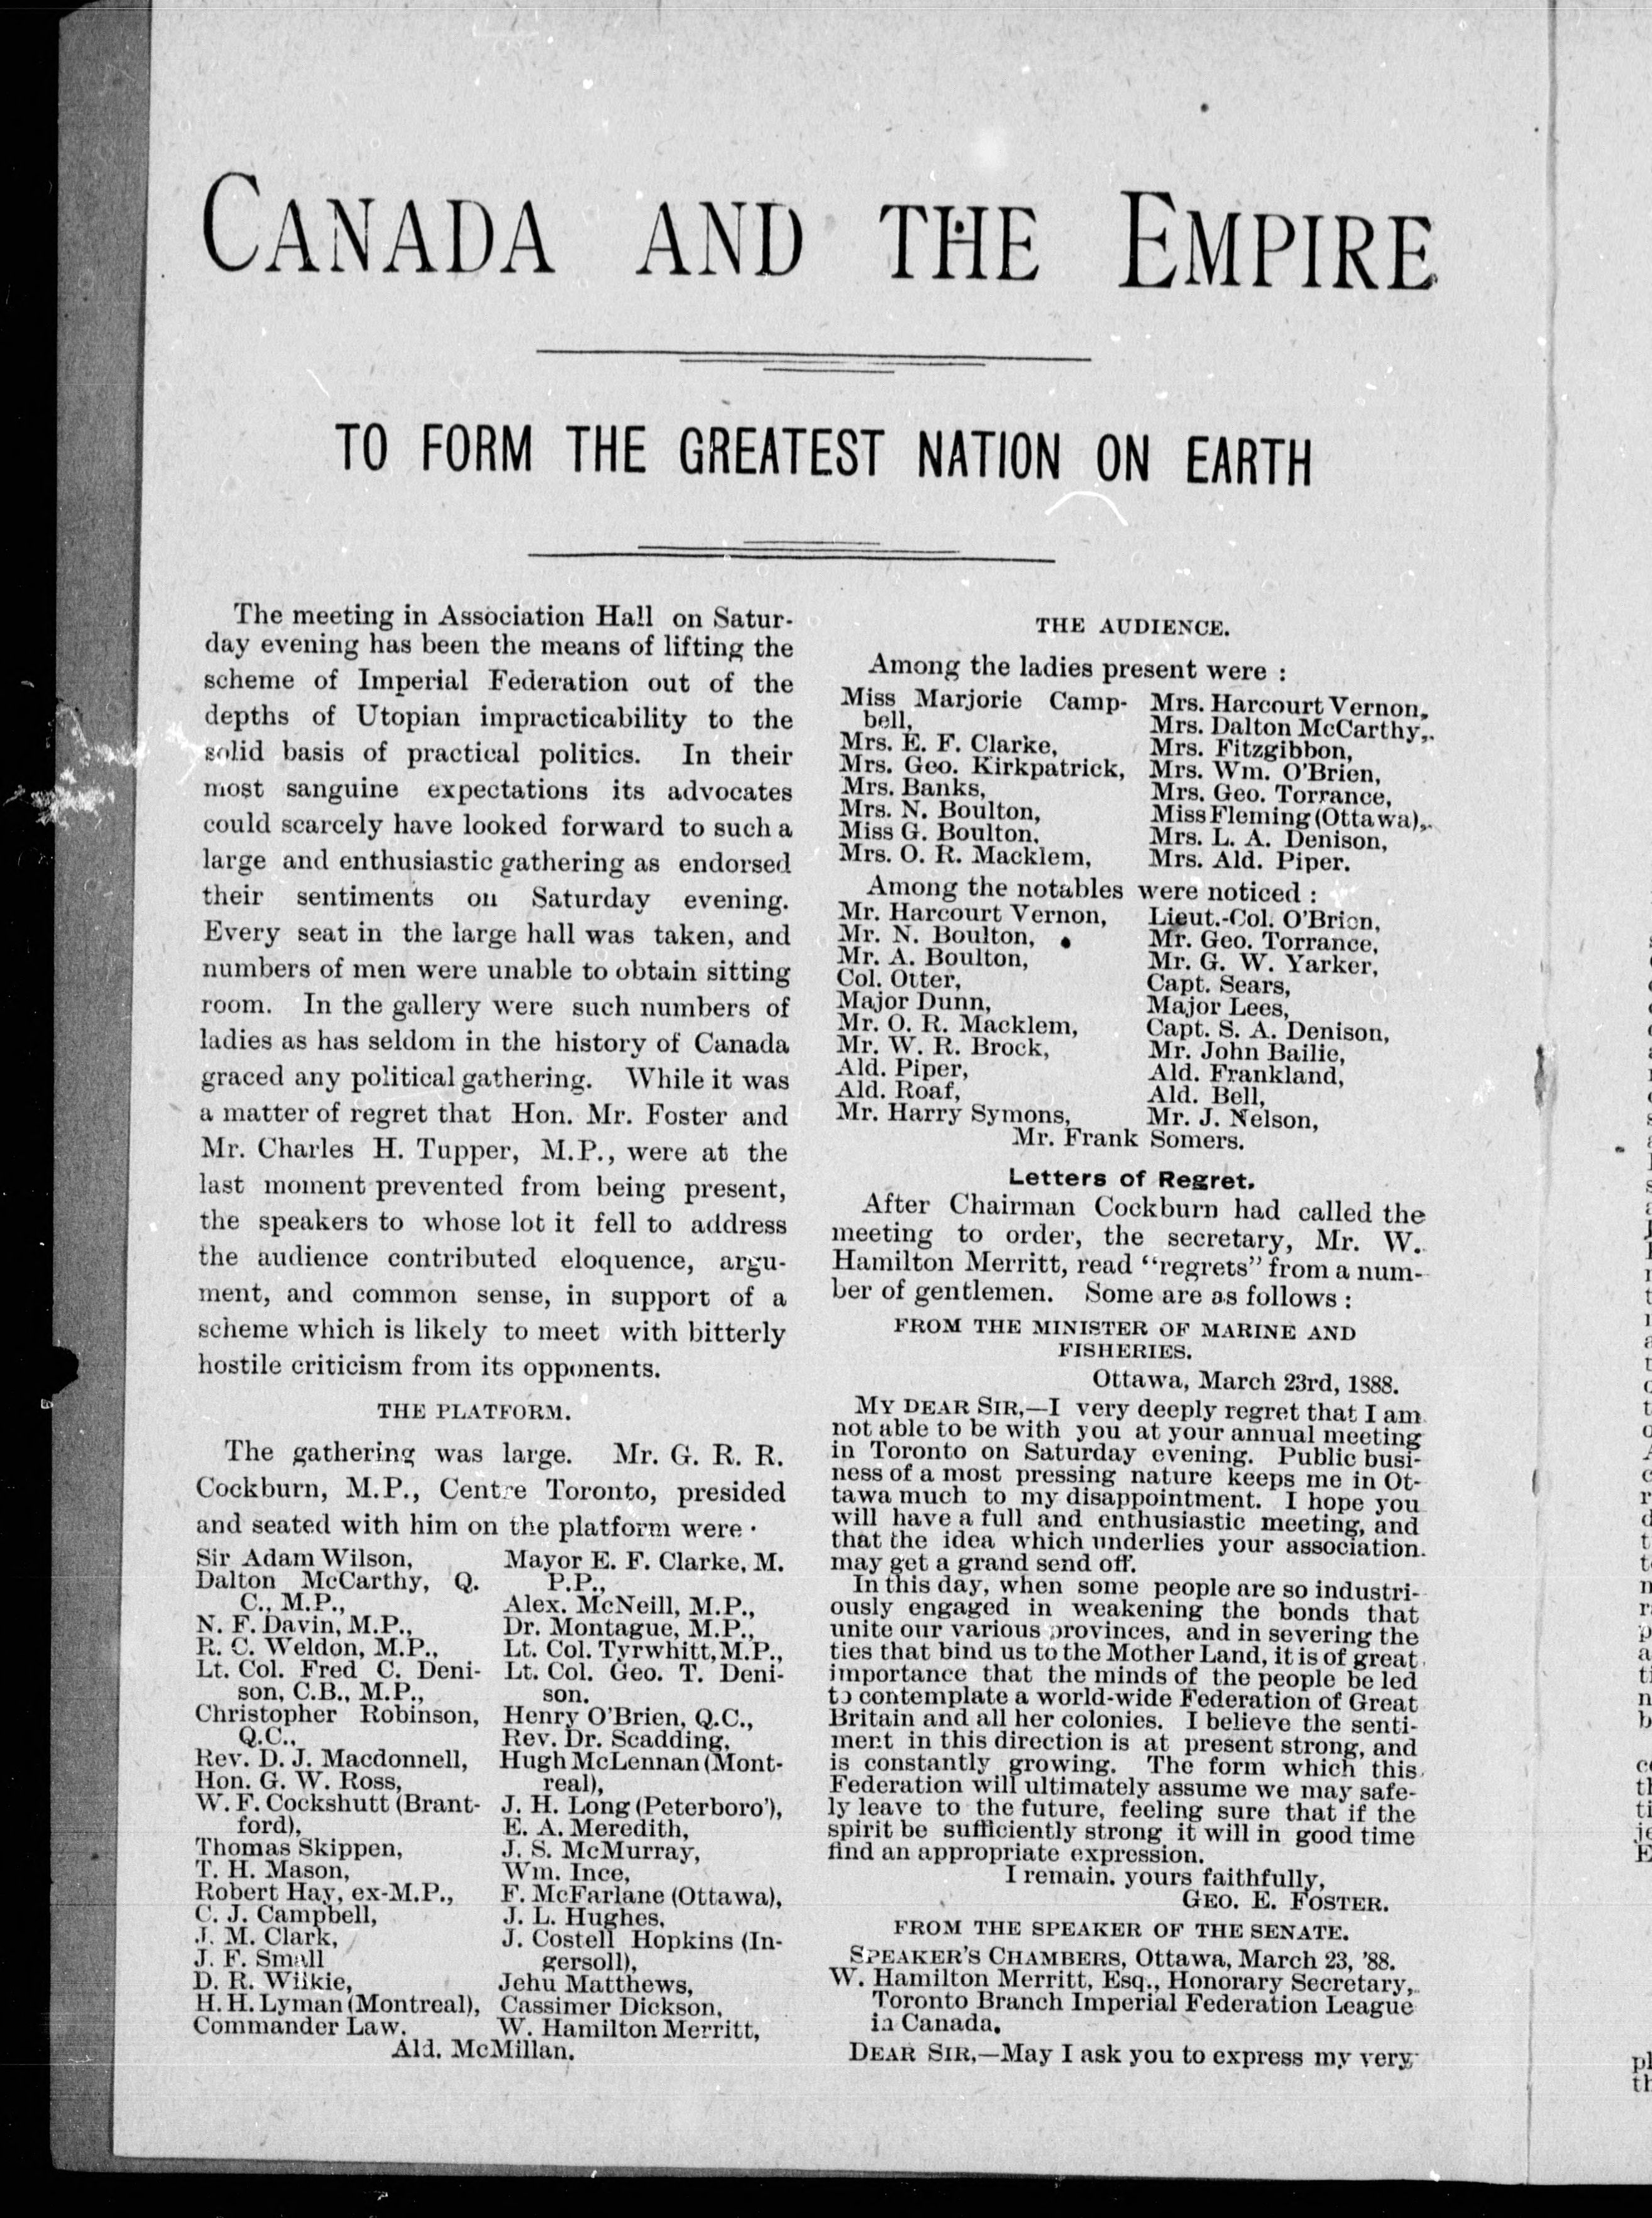 CANADA AND THE EMPIRE
TO FORM THE GREATEST NATION ON EARTH
The meeting in Association Hall on Satur-
day evening has been the means of lifting the
scheme of Imperial Federation out of the
depths of Utopian impracticability to the
solid basis of practical politics. In their
most sanguine expectations its advocates
could scarcely have looked forward to such a
large and enthusiastic gathering as endorsed
their sentiments on Saturday evening.
Every seat in the large hall was taken, and
numbers of men were unable to obtain sitting
room. In the gallery were such numbers of
ladies as has seldom in the history of Canada
graced any political gathering. While it was
a matter of regret that Hon. Mr. Foster and
Mr. Charles H. Tupper, M.P., were at the
last moment prevented from being present,
the speakers to whose lot it fell to address
the audience contributed eloquence, argu-
ment, and common sense, in support of a
scheme which is likely to meet with bitterly
hostile criticism from its opponents.
THE PLATFORM.
The gathering was large. Mr. G. R. R.
Cockburn, M.P., Centre Toronto, presided
and seated with him on the platform were ·
Sir Adam Wilson,
Dalton McCarthy, Q.
C., M.P.,
N. F. Davin, M.P.,
R. C. Weldon, M.P.,
Lt. Col. Fred C. Deni-
son, C.B., M.P.,
Christopher Robinson,
Q.C.,
Rev. D. J. Macdonnell,
Hon. G. W. Ross,
W. F. Cockshutt (Brant-
ford),
Thomas Skippen,
T. H. Mason,
Robert Hay, ex-M.P.,
C. J. Campbell,
J. M. Clark,
J. F. Small
D. R. Wilkie,
H. H. Lyman (Montreal),
Commander Law.
Mayor E. F. Clarke, M.
P.P.,
Alex. McNeill, M.P.,
Dr. Montague, M.P.,
Lt. Col. Tyrwhitt, M.P.,
Lt. Col. Geo. T. Deni-
son.
Henry O'Brien, Q.C.,
Rev. Dr. Scadding,
Hugh McLennan (Mont-
real),
J. H. Long (Peterboro'),
E. A. Meredith,
J. S. McMurray,
Wm. Ince,
F. McFarlane (Ottawa),
J. L. Hughes,
J. Costell Hopkins (In-
gersoll),
Jehu Matthews,
Cassimer Dickson,
W. Hamilton Merritt,
Ald. McMillan.
THE AUDIENCE.
Among the ladies present were :
Miss Marjorie Camp-
bell,
Mrs. E. F. Clarke,
Mrs. Geo. Kirkpatrick,
Mrs. Banks,
Mrs. N. Boulton,
Miss G. Boulton,
Mrs. O. R. Macklem,
Mrs. Harcourt Vernon,
Mrs. Dalton McCarthy,
Mrs. Fitzgibbon,
Mrs. Wm. O'Brien,
Mrs. Geo. Torrance,
Miss Fleming (Ottawa),
Mrs. L. A. Denison,
Mrs. Ald. Piper.
Among the notables were noticed :
Mr. Harcourt Vernon,
Mr. N. Boulton,
Mr. A. Boulton,
Col. Otter,
Major Dunn,
Mr. O. R. Macklem,
Mr. W. R. Brock,
Ald. Piper,
Ald. Roaf,
Mr. Harry Symons,
Lieut.-Col. O'Brien,
Mr. Geo. Torrance,
Mr. G. W. Yarker,
Capt. Sears,
Major Lees,
Capt. S. A. Denison,
Mr. John Bailie,
Ald. Frankland,
Ald. Bell,
Mr. J. Nelson,
Mr. Frank Somers.
Letters of Regret.
After Chairman Cockburn had called the
meeting to order, the secretary, Mr. W.
Hamilton Merritt, read "regrets" from a num-
ber of gentlemen. Some are as follows :
FROM THE MINISTER OF MARINE AND
FISHERIES.
Ottawa, March 23rd, 1888.
MY DEAR SIR,—I very deeply regret that I am
not able to be with you at your annual meeting
in Toronto on Saturday evening. Public busi-
ness of a most pressing nature keeps me in Ot-
tawa much to my disappointment. I hope you
will have a full and enthusiastic meeting, and
that the idea which underlies your association
may get a grand send off.
In this day, when some people are so industri-
ously engaged in weakening the bonds that
unite our various provinces, and in severing the
ties that bind us to the Mother Land, it is of great
importance that the minds of the people be led
to contemplate a world-wide Federation of Great
Britain and all her colonies. I believe the senti-
ment in this direction is at present strong, and
is constantly growing. The form which this
Federation will ultimately assume we may safe-
ly leave to the future, feeling sure that if the
spirit be sufficiently strong it will in good time
find an appropriate expression.
I remain, yours faithfully,
GEO. E. FOSTER.
FROM THE SPEAKER OF THE SENATE.
SPEAKER'S CHAMBERS, Ottawa, March 23, '88.
W. Hamilton Merritt, Esq., Honorary Secretary,
Toronto Branch Imperial Federation League
in Canada.
DEAR SIR,—May I ask you to express my very